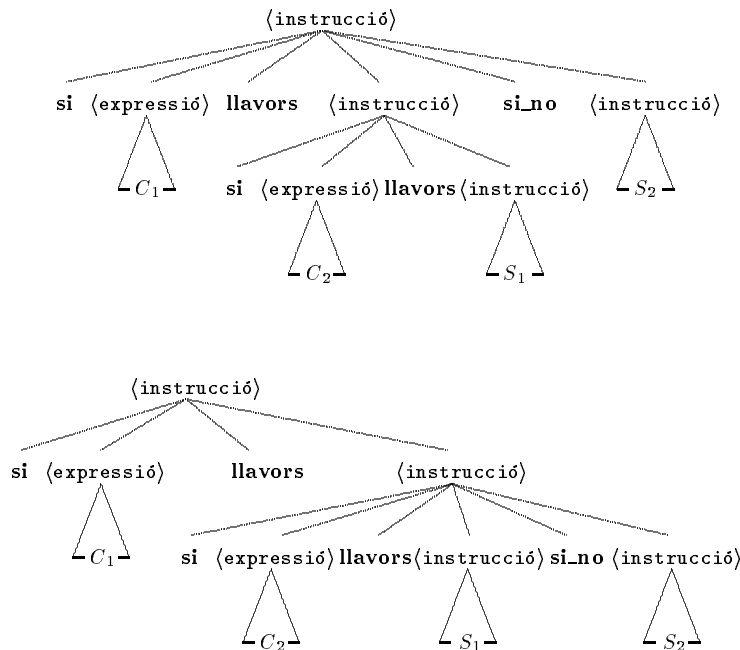 ⟨instrucció⟩
si ⟨expressió⟩ llavors ⟨instrucció⟩ si_no ⟨instrucció⟩
C₁ si ⟨expressió⟩ llavors ⟨instrucció⟩ S₂
C₂ S₁
⟨instrucció⟩
si ⟨expressió⟩ llavors ⟨instrucció⟩
C₁ si ⟨expressió⟩ llavors ⟨instrucció⟩ si_no ⟨instrucció⟩
C₂ S₁ S₂